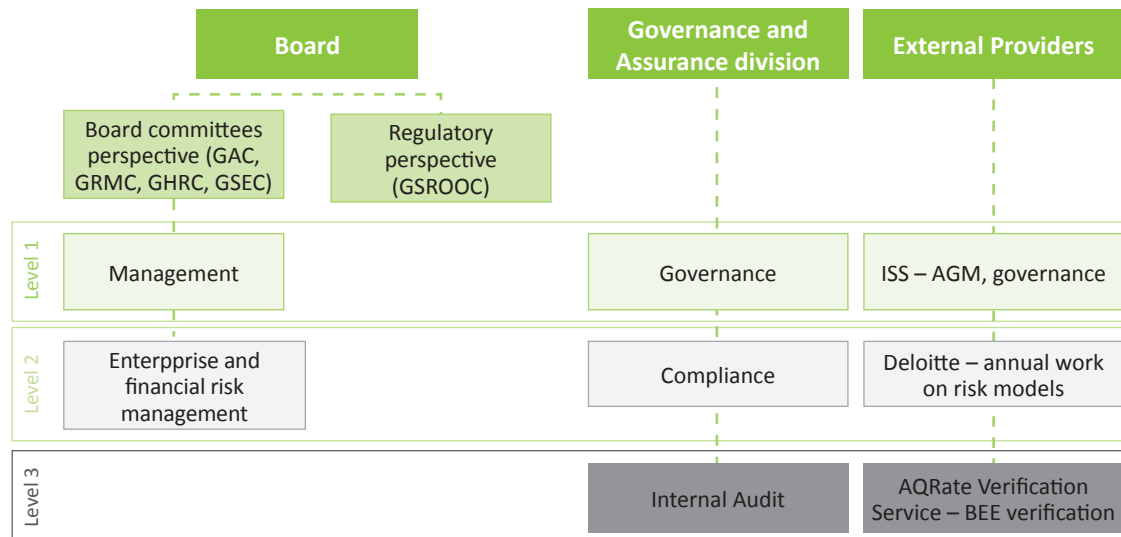 Board
Governance and
Assurance division
External Providers
Board committees
perspective (GAC,
GRMC, GHRC, GSEC)
Regulatory
perspective
(GSROOC)
Level 1
Management
Governance
ISS – AGM, governance
Level 2
Enterpprise and
financial risk
management
Compliance
Deloitte – annual work
on risk models
Level 3
Internal Audit
AQRate Verification
Service – BEE verification